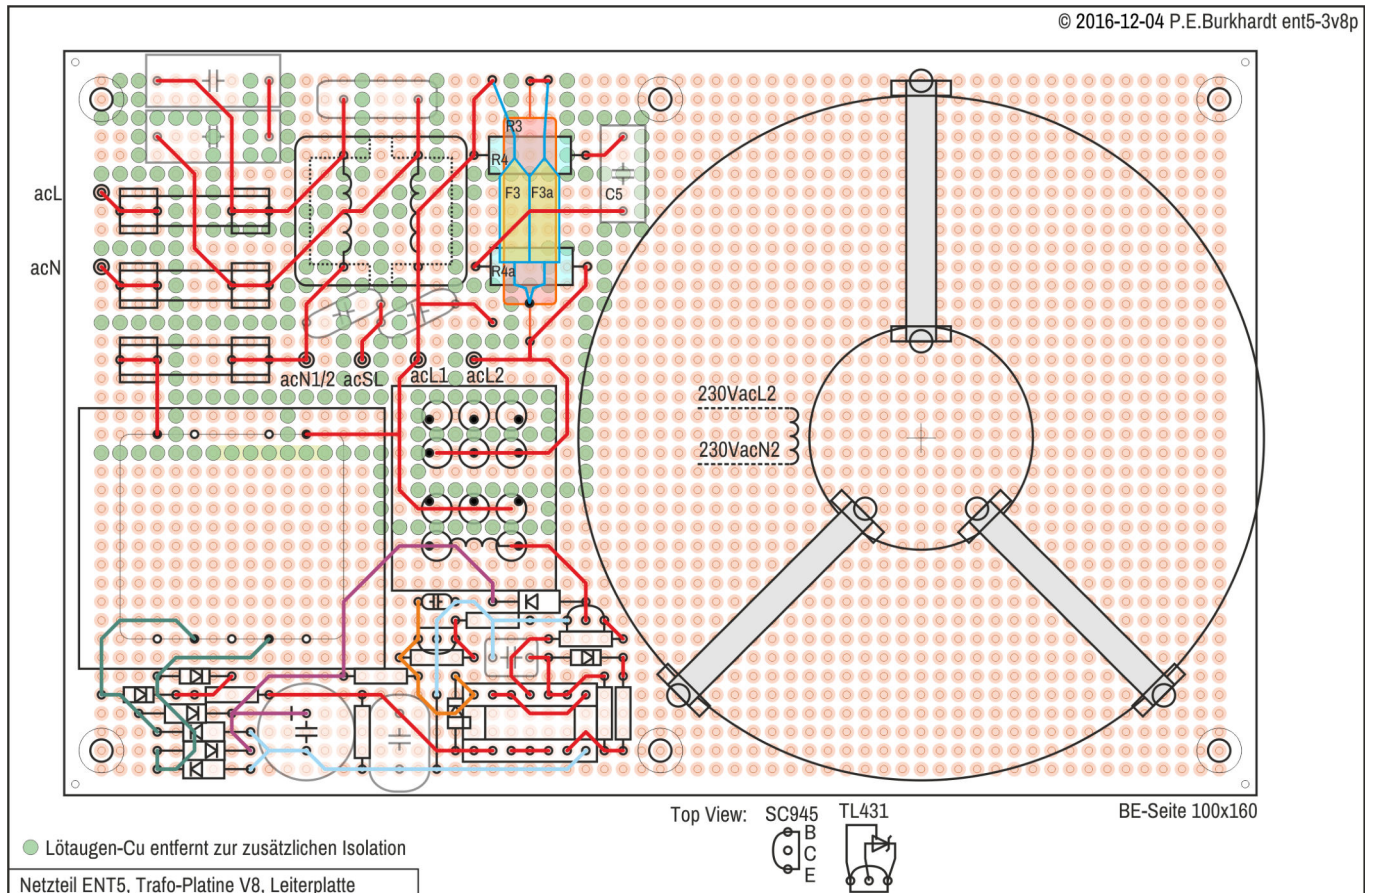 © 2016-12-04 P.E.Burkhardt ent5-3v8p
R3
R4
acL
F3 F3a
C5
acN
R4a
acN1/2 acSL acL1 acL2
230VacL2
230VacN2
Top View: SC945 TL431
BE-Seite 100x160
B
C
E
Lötaugen-Cu entfernt zur zusätzlichen Isolation
Netzteil ENT5, Trafo-Platine V8, Leiterplatte